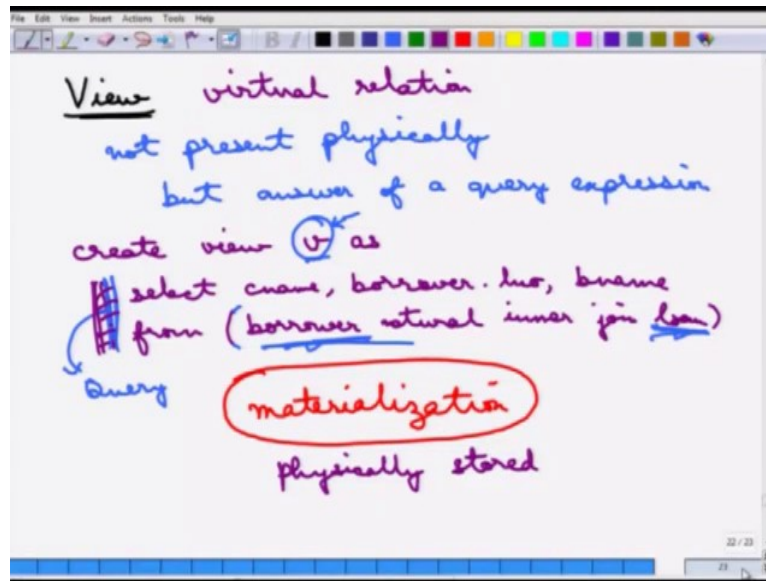 File Edit View Insert Actions Tools Help
View virtual relation
not present physically
but answer of a query expression
create view v as
select cname, borrower.lno, bname
from (borrower natural inner join loan)
Query
materialization
physically stored
22 / 23
23